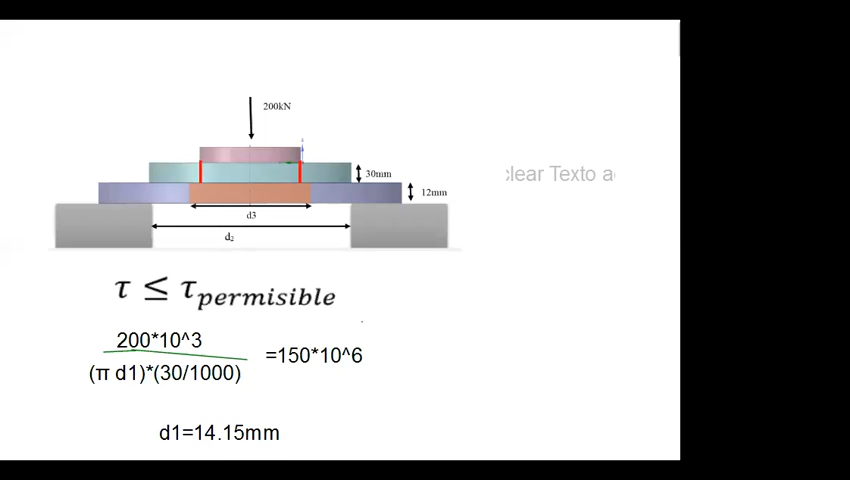 200kN
30mm
12mm
d3
d₂
τ ≤ τ_permisible
200*10^3
(π d1)*(30/1000)
=150*10^6
d1=14.15mm
lear Texto a